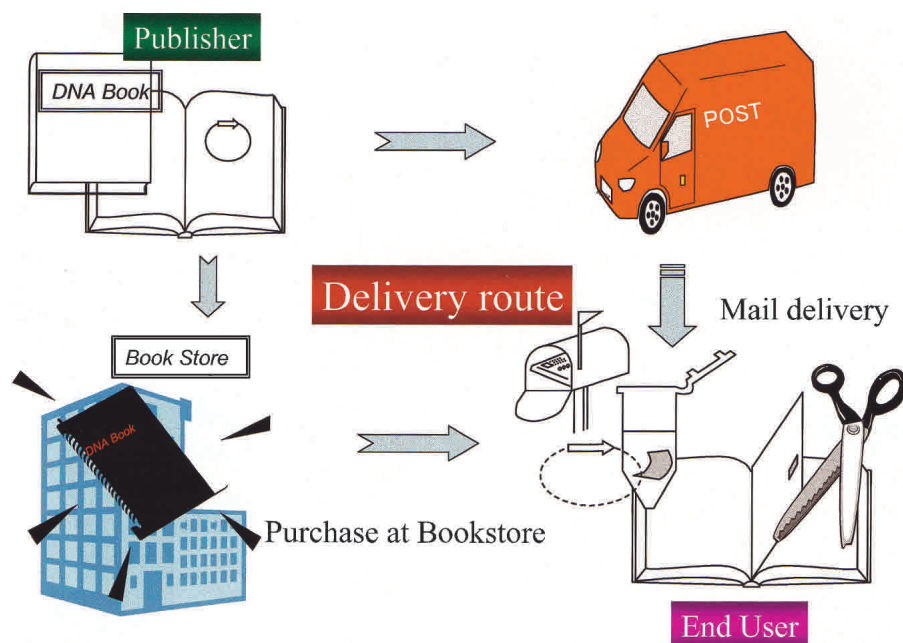 Publisher
DNA Book
POST
Delivery route
Mail delivery
Book Store
DNA Book
Purchase at Bookstore
End User